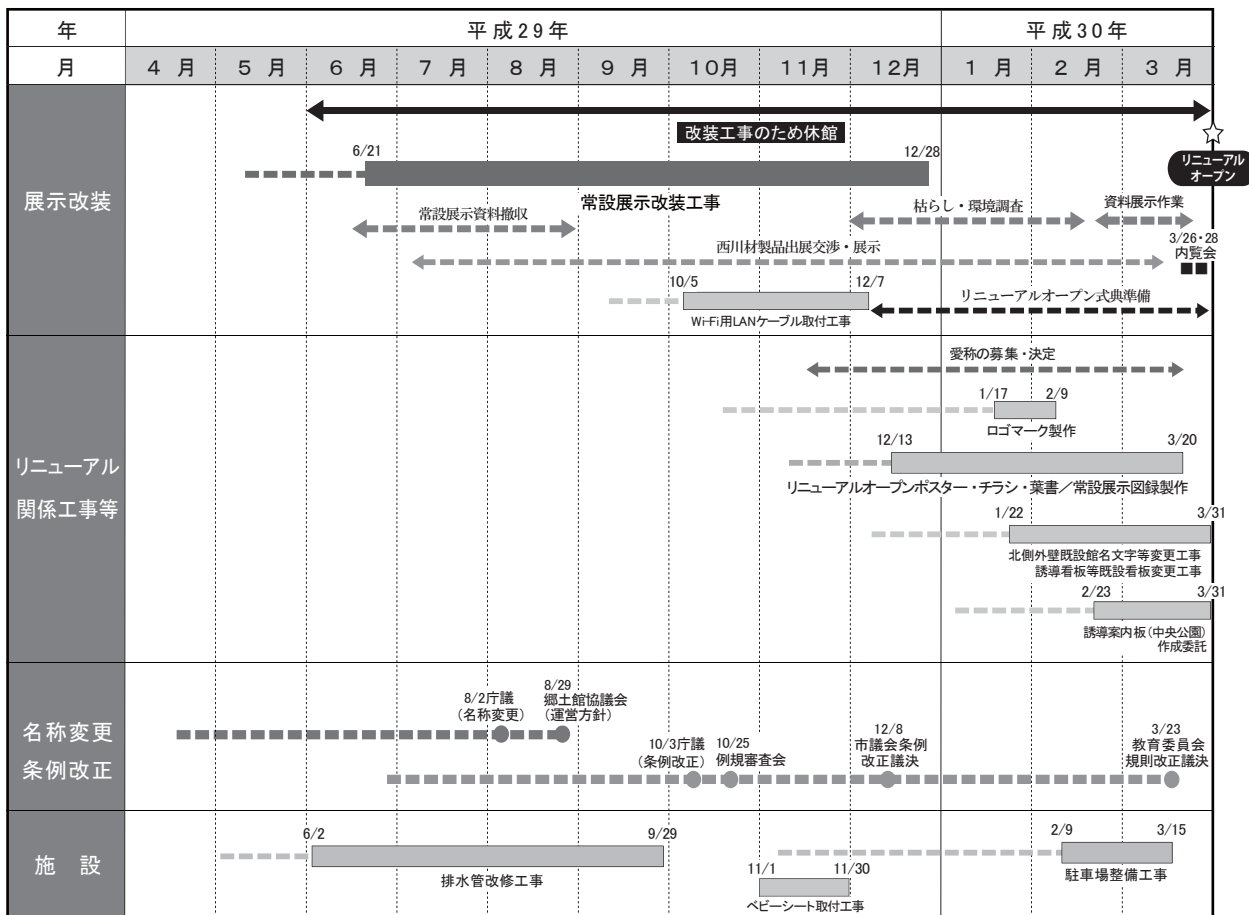 年
平成29年
平成30年
月
4月
5月
6月
7月
8月
9月
10月
11月
12月
1月
2月
3月
展示改装
改装工事のため休館
リニューアル
オープン
6/21
12/28
常設展示改装工事
常設展示資料撤収
枯らし・環境調査
資料展示作業
西川材製品出展交渉・展示
3/26・28
内覧会
10/5
12/7
Wi-Fi用LANケーブル取付工事
リニューアルオープン式典準備
リニューアル
関係工事等
愛称の募集・決定
1/17
2/9
ロゴマーク製作
12/13
3/20
リニューアルオープンポスター・チラシ・葉書／常設展示図録製作
1/22
3/31
北側外壁既設館名文字等変更工事
誘導看板等既設看板変更工事
2/23
3/31
誘導案内板（中央公園）
作成委託
名称変更
条例改正
8/2庁議
（名称変更）
8/29
郷土館協議会
（運営方針）
10/3庁議
（条例改正）
10/25
例規審査会
12/8
市議会条例
改正議決
3/23
教育委員会
規則改正議決
施設
6/2
9/29
排水管改修工事
11/1
11/30
ベビーシート取付工事
2/9
3/15
駐車場整備工事